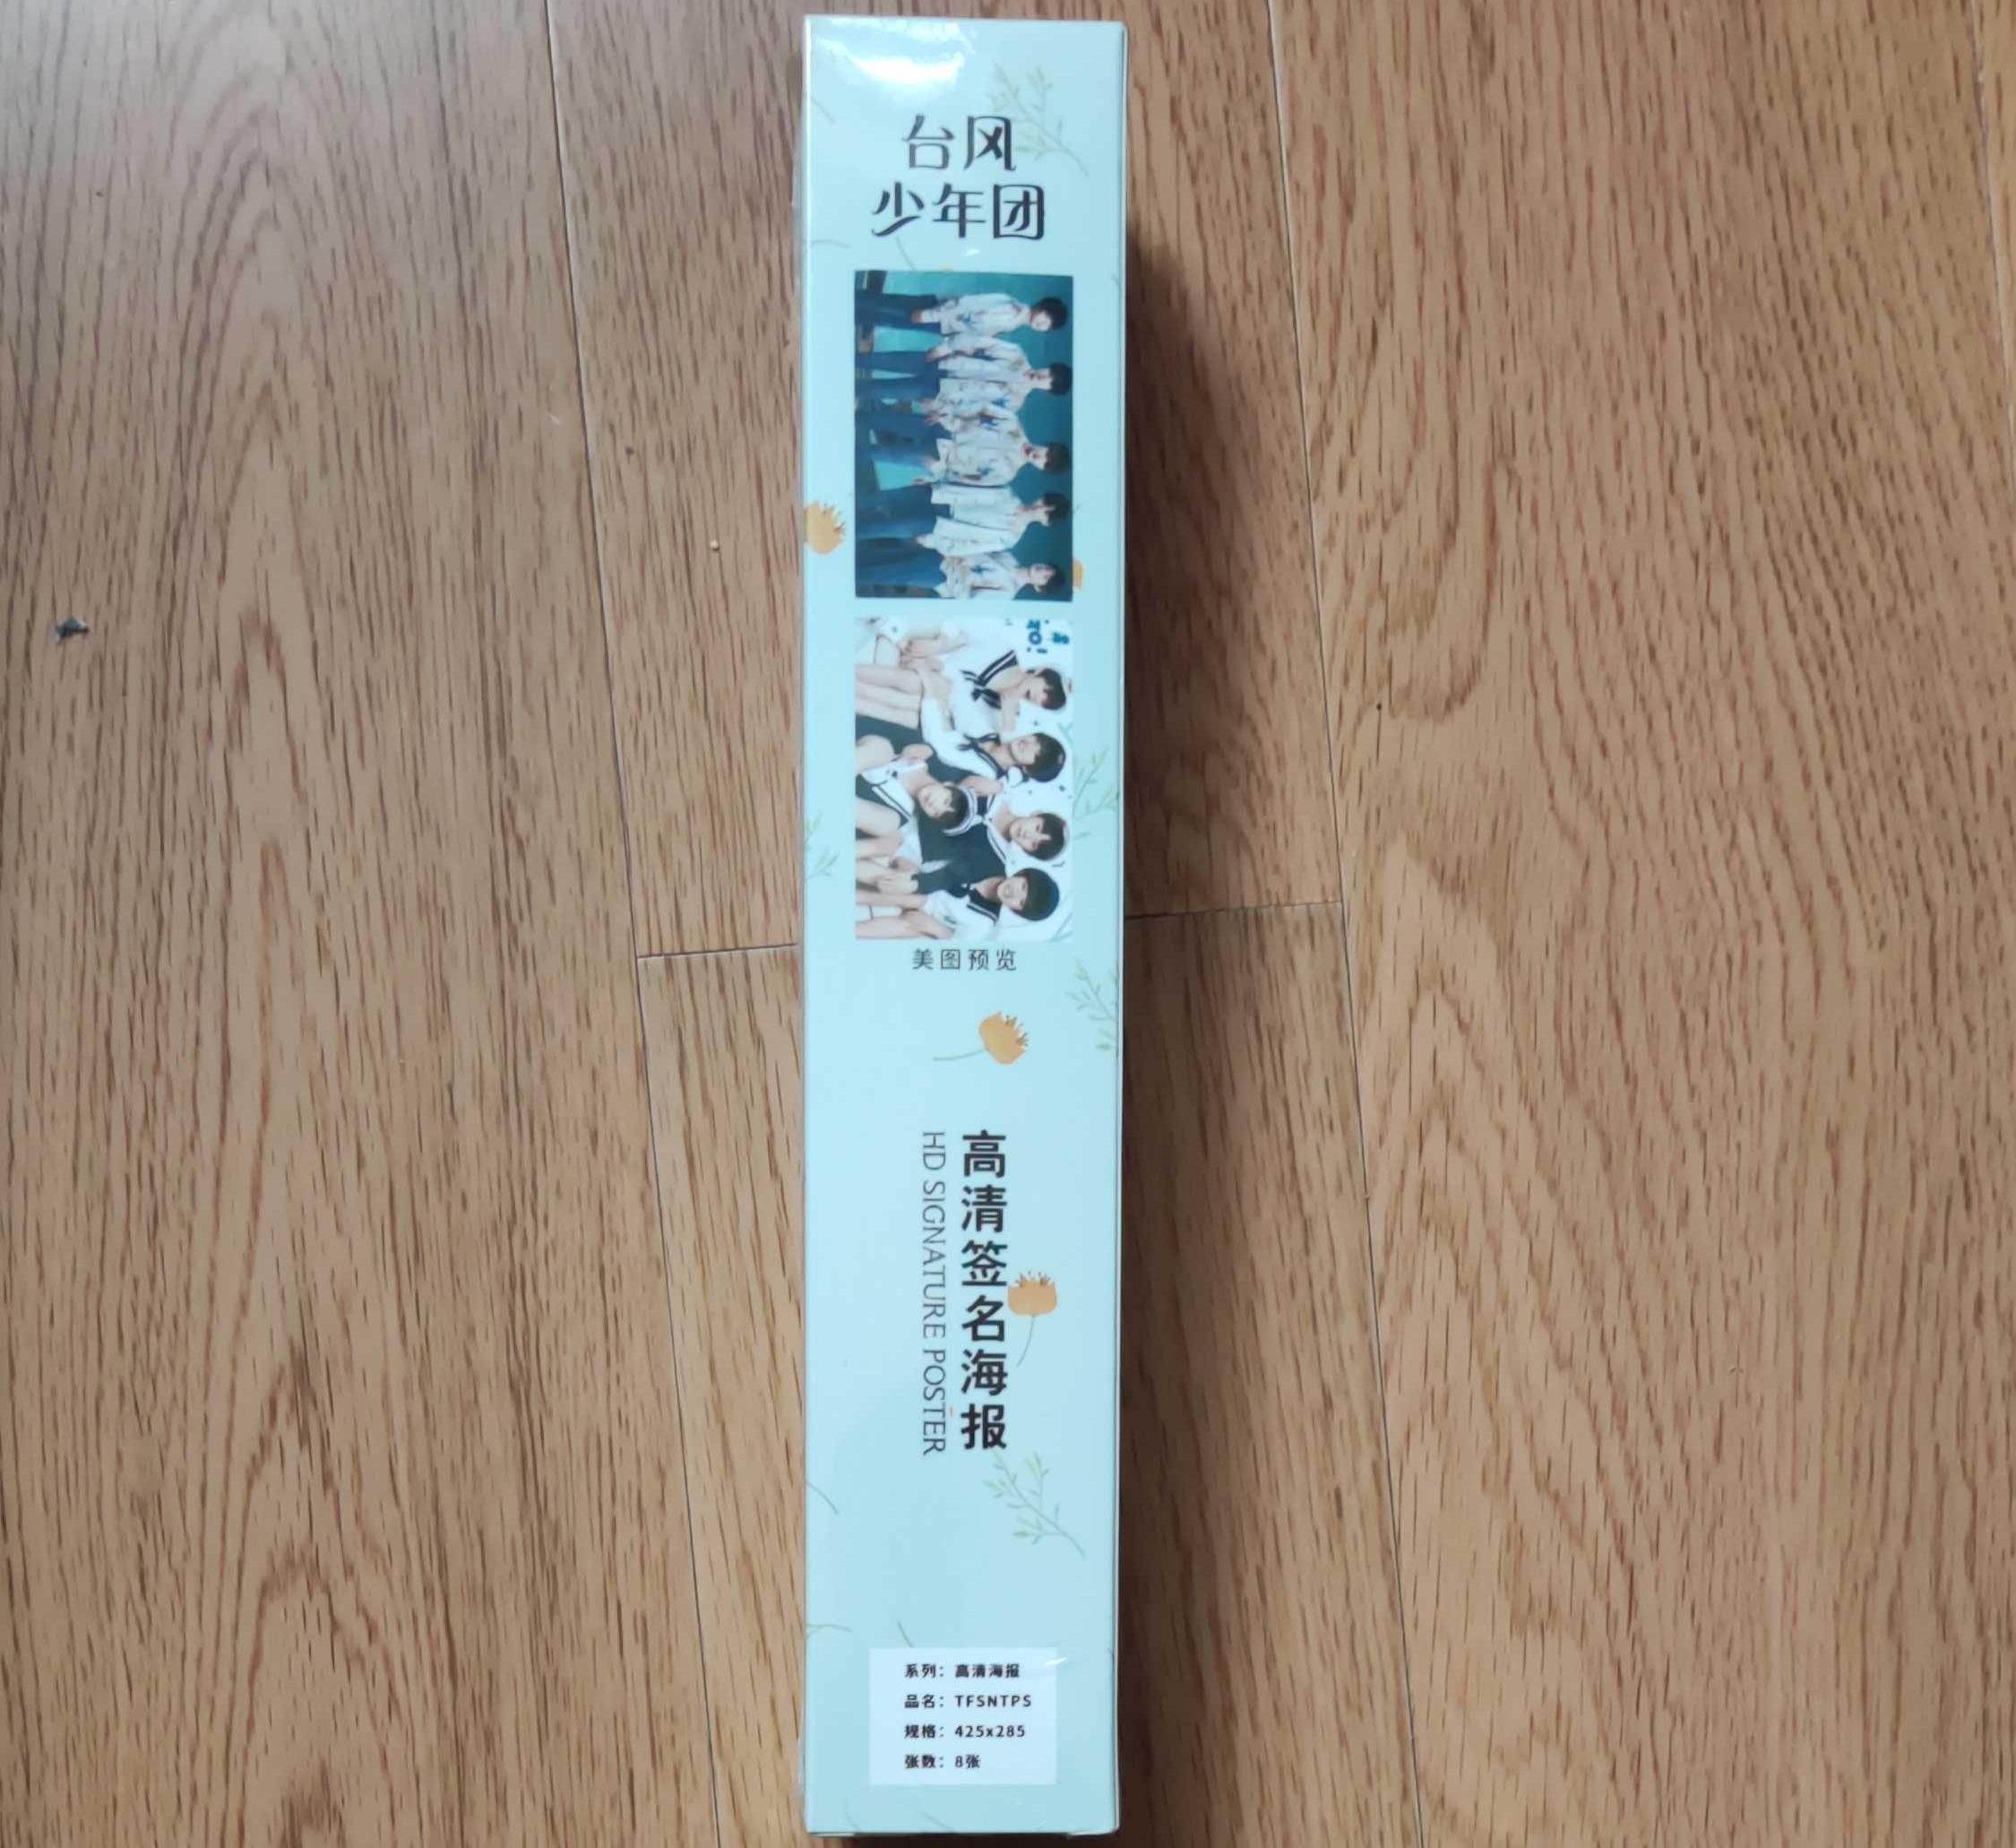 台风
少年团
TO!
美图预览
高清签名海报
HD SIGNATURE POSTER
系列：高清海报
品名：TFSNTPS
规格：425x285
张数：8张